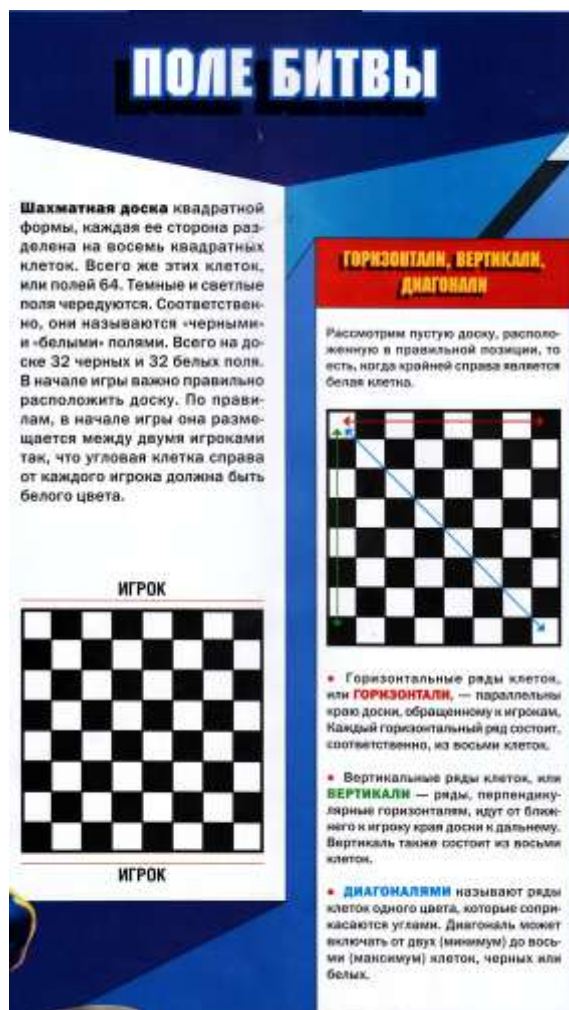 ПОЛЕ БИТВЫ
Шахматная доска квадратной
формы, каждая ее сторона раз-
делена на восемь квадратных
клеток. Всего же этих клеток,
или полей 64. Темные и светлые
поля чередуются. Соответствен-
но, они называются «черными»
и «белыми» полями. Всего на до-
ске 32 черных и 32 белых поля.
В начале игры важно правильно
расположить доску. По прави-
лам, в начале игры она разме-
щается между двумя игроками
так, что угловая клетка справа
от каждого игрока должна быть
белого цвета.
ИГРОК
ИГРОК
ГОРИЗОНТАЛИ, ВЕРТИКАЛИ,
ДИАГОНАЛИ
Рассмотрим пустую доску, располо-
женную в правильной позиции, то
есть, когда крайней справа является
белая клетка.
• Горизонтальные ряды клеток,
или ГОРИЗОНТАЛИ, — параллельны
краю доски, обращенному к игрокам.
Каждый горизонтальный ряд состоит,
соответственно, из восьми клеток.
• Вертикальные ряды клеток, или
ВЕРТИКАЛИ — ряды, перпендику-
лярные горизонталям, идут от ближ-
него к игроку края доски к дальнему.
Вертикаль также состоит из восьми
клеток.
• ДИАГОНАЛЯМИ называют ряды
клеток одного цвета, которые сопри-
касаются углами. Диагональ может
включать от двух (минимум) до вось-
ми (максимум) клеток, черных или
белых.